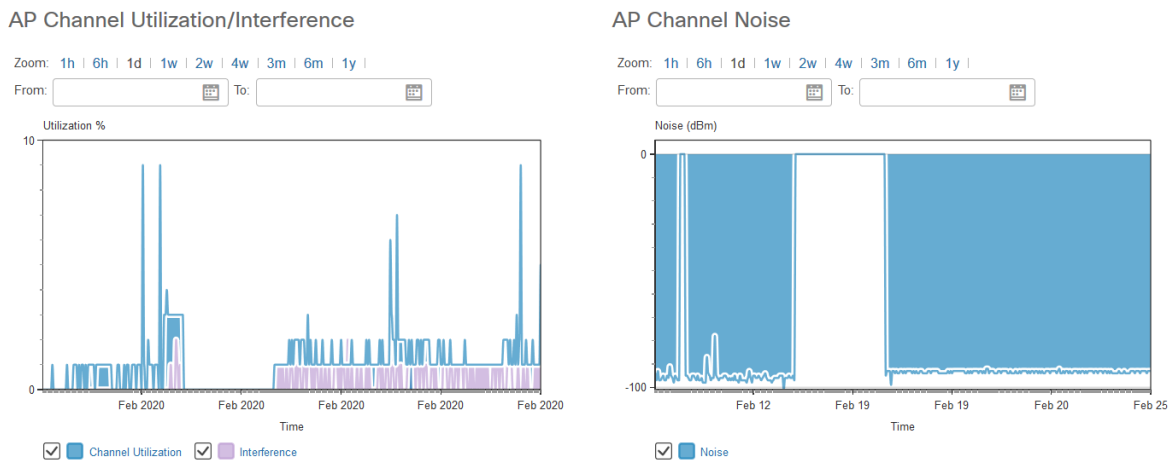 AP Channel Utilization/Interference
Zoom: 1h | 6h | 1d | 1w | 2w | 4w | 3m | 6m | 1y |
From: To:
Utilization %
10
0
Feb 2020 Feb 2020 Feb 2020 Feb 2020 Feb 2020
Time
Channel Utilization Interference
AP Channel Noise
Zoom: 1h | 6h | 1d | 1w | 2w | 4w | 3m | 6m | 1y |
From: To:
Noise (dBm)
0
-100
Feb 12 Feb 19 Feb 19 Feb 20 Feb 25
Time
Noise